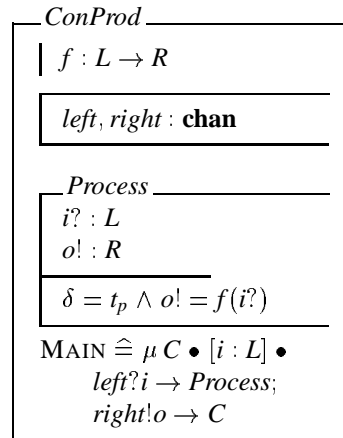 ConProd
f : L → R
left, right : chan
Process
i? : L
o! : R
δ = t_p ∧ o! = f(i?)
MAIN ≙ μ C • [i : L] •
left?i → Process;
right!o → C